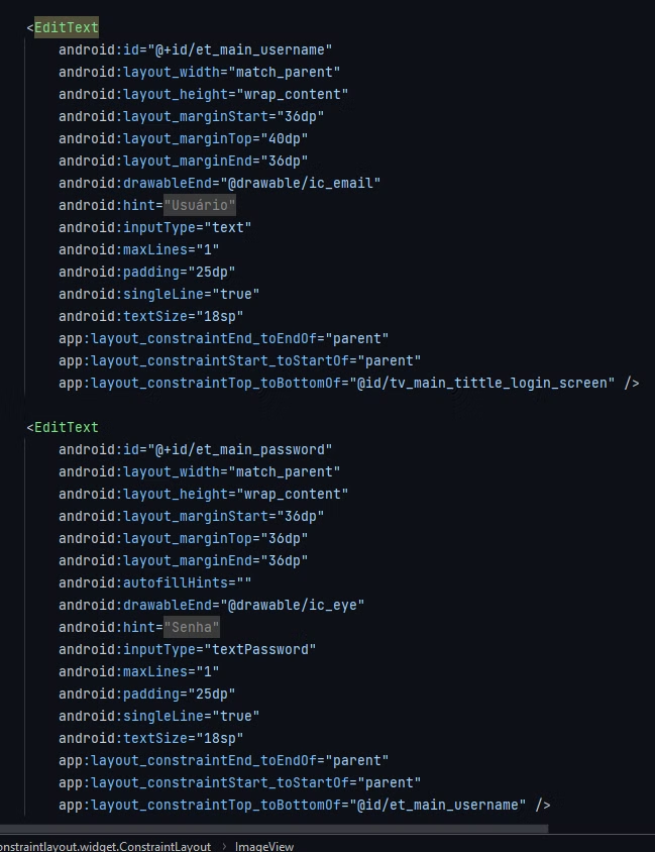 <EditText
android:id="@+id/et_main_username"
android:layout_width="match_parent"
android:layout_height="wrap_content"
android:layout_marginStart="36dp"
android:layout_marginTop="40dp"
android:layout_marginEnd="36dp"
android:drawableEnd="@drawable/ic_email"
android:hint="Usuário"
android:inputType="text"
android:maxLines="1"
android:padding="25dp"
android:singleLine="true"
android:textSize="18sp"
app:layout_constraintEnd_toEndOf="parent"
app:layout_constraintStart_toStartOf="parent"
app:layout_constraintTop_toBottomOf="@id/tv_main_tittle_login_screen" />
<EditText
android:id="@+id/et_main_password"
android:layout_width="match_parent"
android:layout_height="wrap_content"
android:layout_marginStart="36dp"
android:layout_marginTop="36dp"
android:layout_marginEnd="36dp"
android:autofillHints=""
android:drawableEnd="@drawable/ic_eye"
android:hint="Senha"
android:inputType="textPassword"
android:maxLines="1"
android:padding="25dp"
android:singleLine="true"
android:textSize="18sp"
app:layout_constraintEnd_toEndOf="parent"
app:layout_constraintStart_toStartOf="parent"
app:layout_constraintTop_toBottomOf="@id/et_main_username" />
onstraintlayout.widget.ConstraintLayout > ImageView